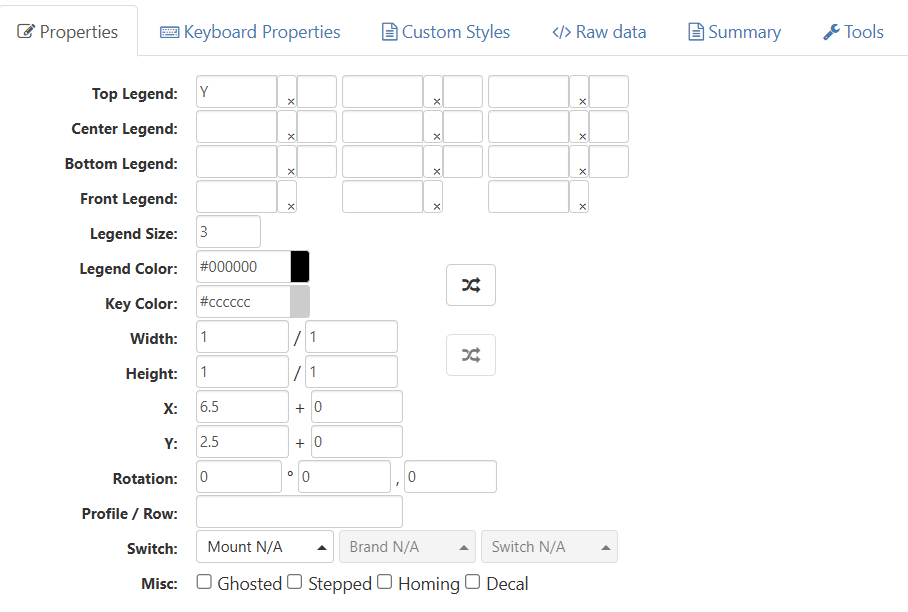 Properties Keyboard Properties Custom Styles </> Raw data Summary Tools
Top Legend: Y × × ×
Center Legend: × × ×
Bottom Legend: × × ×
Front Legend: × × ×
Legend Size: 3
Legend Color: #000000
Key Color: #cccccc
Width: 1 / 1
Height: 1 / 1
X: 6.5 + 0
Y: 2.5 + 0
Rotation: 0 ° 0 , 0
Profile / Row:
Switch: Mount N/A Brand N/A Switch N/A
Misc: Ghosted Stepped Homing Decal